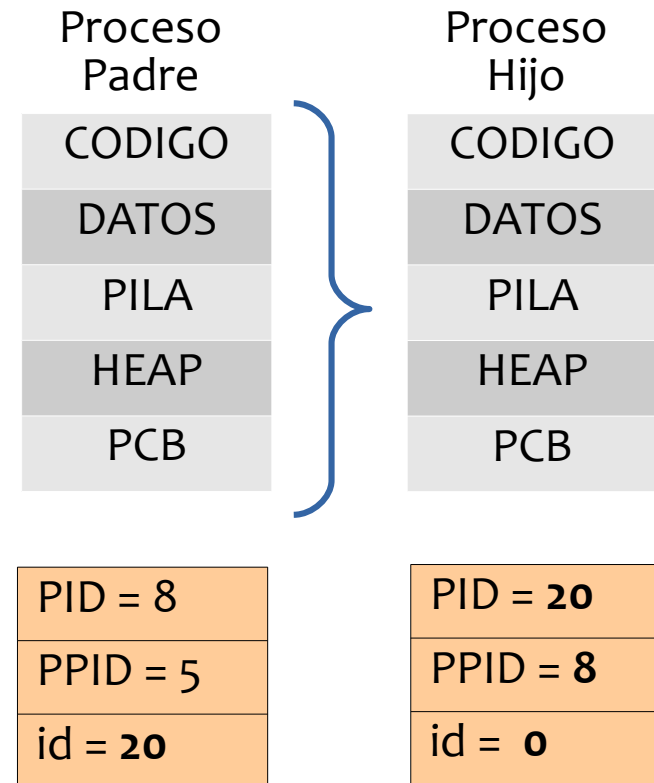 Proceso
Padre
CODIGO
DATOS
PILA
HEAP
PCB
PID = 8
PPID = 5
id = 20
Proceso
Hijo
CODIGO
DATOS
PILA
HEAP
PCB
PID = 20
PPID = 8
id = 0